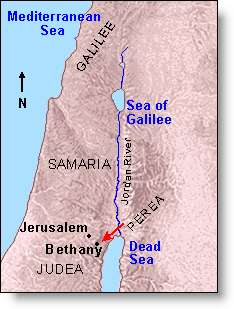 Mediterranean
Sea
GALILEE
N
Sea of
Galilee
SAMARIA
Jordan River
PEREA
Jerusalem
Bethany
Dead
Sea
JUDEA